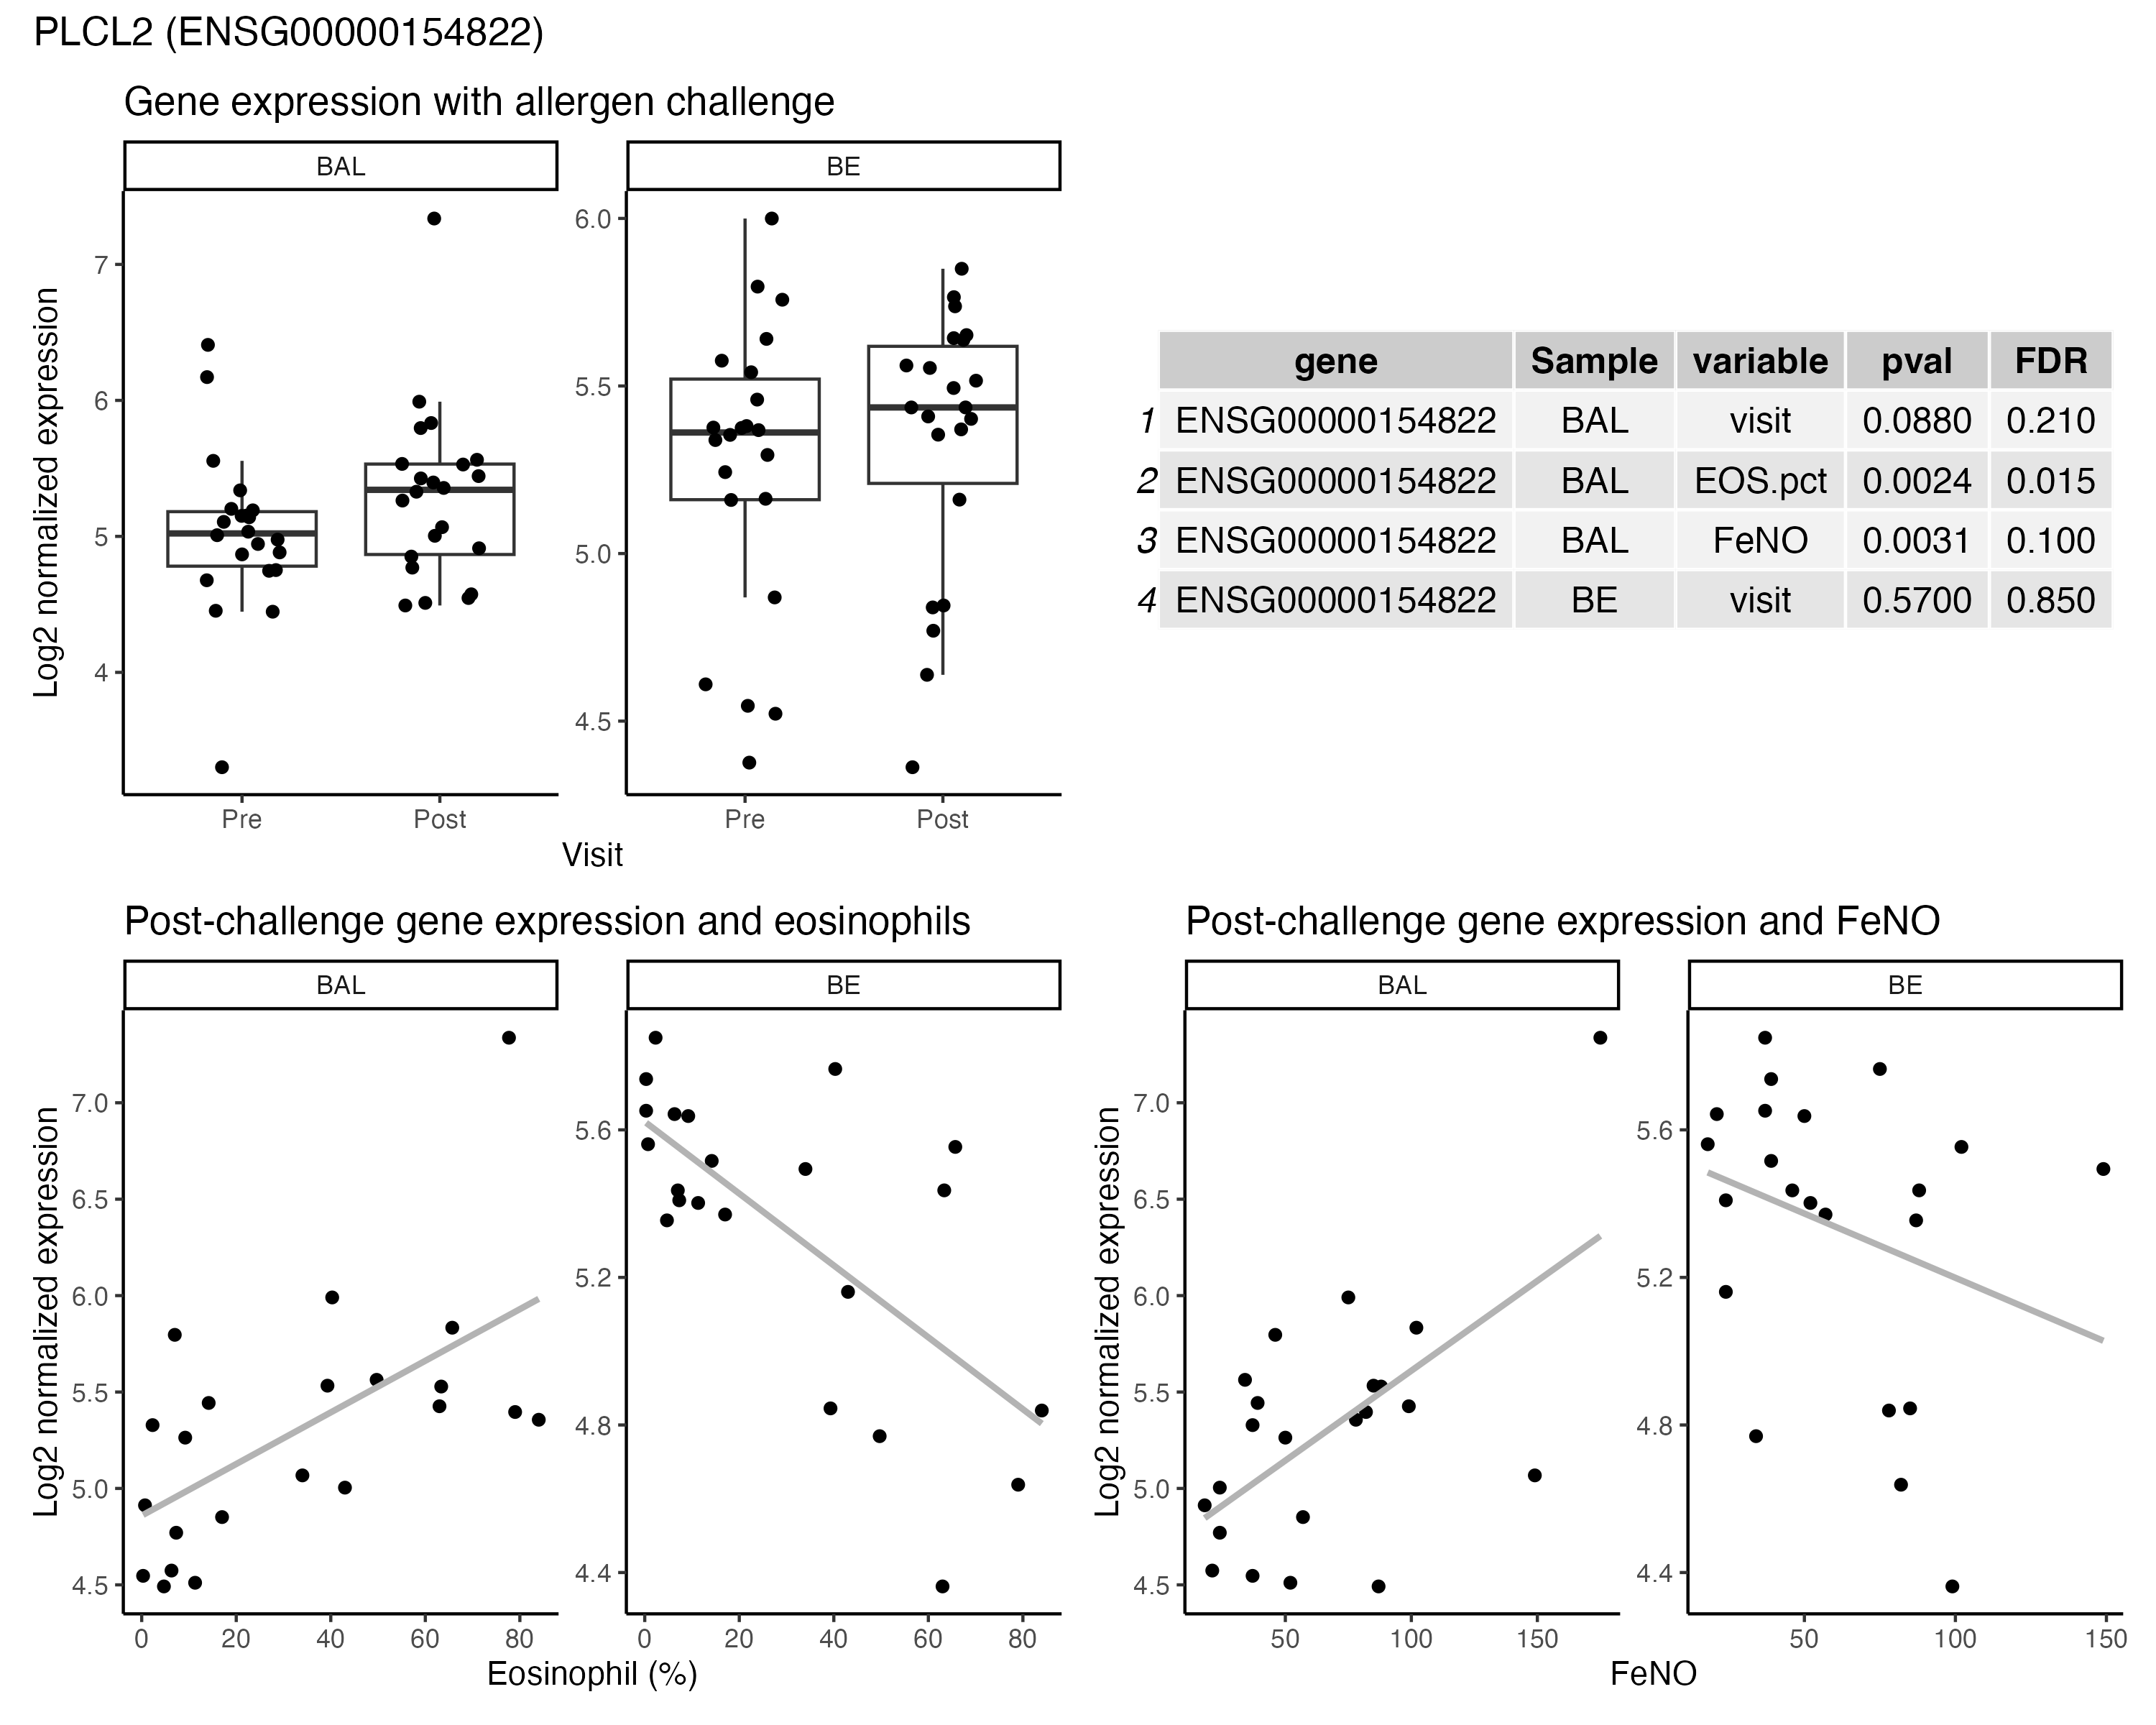 PLCL2 (ENSG00000154822)
Gene expression with allergen challenge
BAL
BE
Log2 normalized expression
7
6
5
4
6.0
5.5
5.0
4.5
Pre
Post
Pre
Post
Visit
gene Sample variable pval FDR
1 ENSG00000154822 BAL visit 0.0880 0.210
2 ENSG00000154822 BAL EOS.pct 0.0024 0.015
3 ENSG00000154822 BAL FeNO 0.0031 0.100
4 ENSG00000154822 BE visit 0.5700 0.850
Post-challenge gene expression and eosinophils
BAL
BE
Log2 normalized expression
7.0
6.5
6.0
5.5
5.0
4.5
5.6
5.2
4.8
4.4
0 20 40 60 80
0 20 40 60 80
Eosinophil (%)
Post-challenge gene expression and FeNO
BAL
BE
Log2 normalized expression
7.0
6.5
6.0
5.5
5.0
4.5
5.6
5.2
4.8
4.4
50 100 150
50 100 150
FeNO